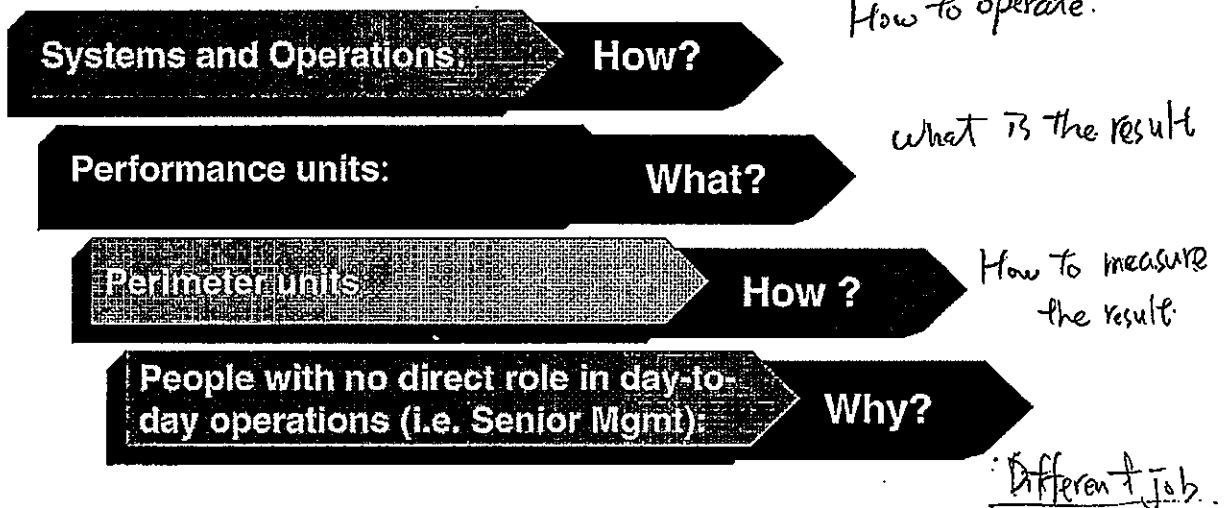 How to operate.
Systems and Operations: How?
what is the result
Performance units: What?
Perimeter units: How ?
How to measure
the result.
People with no direct role in day-to-
day operations (i.e. Senior Mgmt): Why?
Different Job.